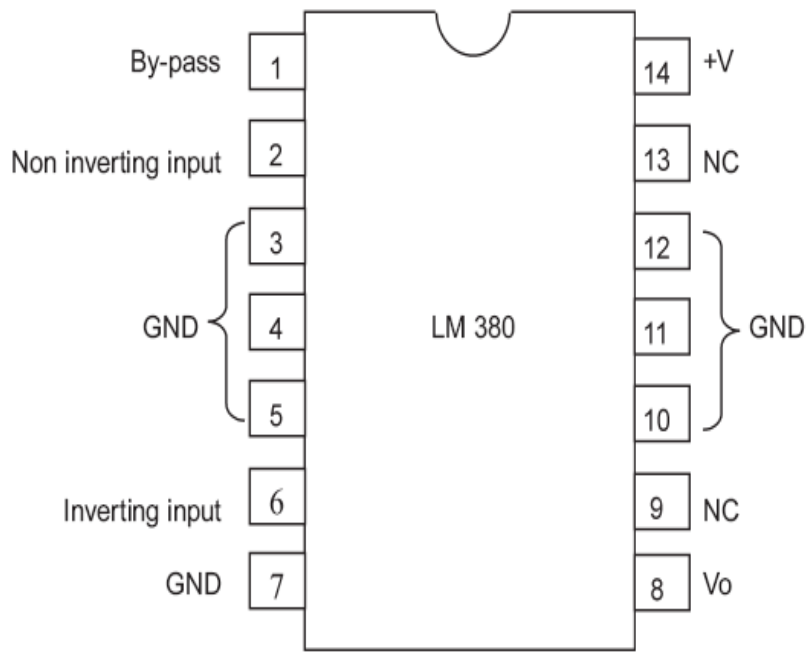 By-pass 1
Non inverting input 2
3
GND 4
5
Inverting input 6
GND 7
LM 380
14 +V
13 NC
12
11 GND
10
9 NC
8 Vo